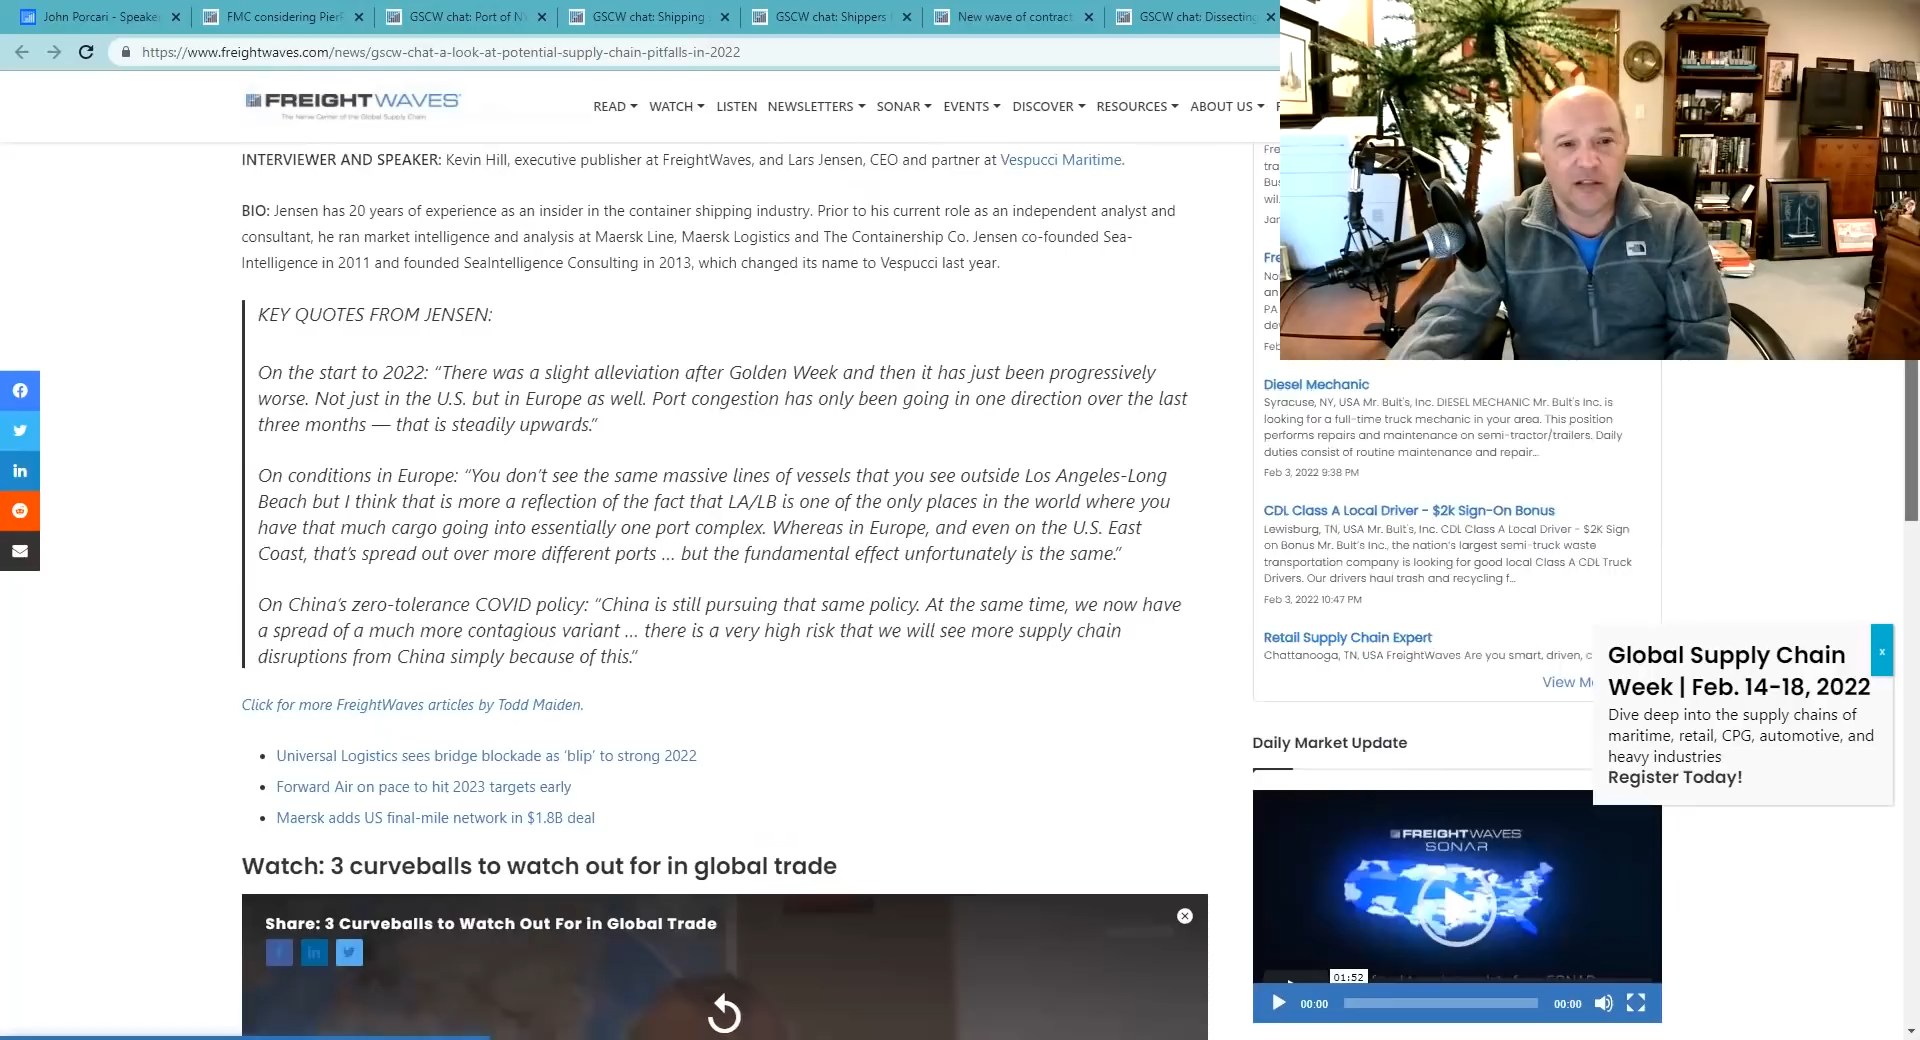 John Porcari - Speake
FMC considering Pier
GSCW chat: Port of N
GSCW chat: Shipping
GSCW chat: Shippers
New wave of contract
GSCW chat: Dissecting
https://www.freightwaves.com/news/gscw-chat-a-look-at-potential-supply-chain-pitfalls-in-2022
FREIGHTWAVES
The Nerve Center of the Global Supply Chain
READ WATCH LISTEN NEWSLETTERS SONAR EVENTS DISCOVER RESOURCES ABOUT US
INTERVIEWER AND SPEAKER: Kevin Hill, executive publisher at FreightWaves, and Lars Jensen, CEO and partner at Vespucci Maritime.
BIO: Jensen has 20 years of experience as an insider in the container shipping industry. Prior to his current role as an independent analyst and
consultant, he ran market intelligence and analysis at Maersk Line, Maersk Logistics and The Containership Co. Jensen co-founded Sea-
Intelligence in 2011 and founded SeaIntelligence Consulting in 2013, which changed its name to Vespucci last year.
KEY QUOTES FROM JENSEN:
On the start to 2022: “There was a slight alleviation after Golden Week and then it has just been progressively
worse. Not just in the U.S. but in Europe as well. Port congestion has only been going in one direction over the last
three months — that is steadily upwards.”
On conditions in Europe: “You don’t see the same massive lines of vessels that you see outside Los Angeles-Long
Beach but I think that is more a reflection of the fact that LA/LB is one of the only places in the world where you
have that much cargo going into essentially one port complex. Whereas in Europe, and even on the U.S. East
Coast, that’s spread out over more different ports … but the fundamental effect unfortunately is the same.”
On China’s zero-tolerance COVID policy: “China is still pursuing that same policy. At the same time, we now have
a spread of a much more contagious variant … there is a very high risk that we will see more supply chain
disruptions from China simply because of this.”
Click for more FreightWaves articles by Todd Maiden.
Universal Logistics sees bridge blockade as ‘blip’ to strong 2022
Forward Air on pace to hit 2023 targets early
Maersk adds US final-mile network in $1.8B deal
Watch: 3 curveballs to watch out for in global trade
Share: 3 Curveballs to Watch Out For in Global Trade
Fre
tra
Bus
wil
Jar
Fre
No
an
PA
de
Feb
Diesel Mechanic
Syracuse, NY, USA Mr. Bult's, Inc. DIESEL MECHANIC Mr. Bult's Inc. is
looking for a full-time truck mechanic in your area. This position
performs repairs and maintenance on semi-tractor/trailers. Daily
duties consist of routine maintenance and repair...
Feb 3, 2022 9:38 PM
CDL Class A Local Driver - $2k Sign-On Bonus
Lewisburg, TN, USA Mr. Bult's, Inc. CDL Class A Local Driver - $2K Sign
on Bonus Mr. Bult's Inc., the nation's largest semi-truck waste
transportation company is looking for good local Class A CDL Truck
Drivers. Our drivers haul trash and recycling f...
Feb 3, 2022 10:47 PM
Retail Supply Chain Expert
Chattanooga, TN, USA FreightWaves Are you smart, driven, c
View Mo
Global Supply Chain
Week | Feb. 14-18, 2022
Dive deep into the supply chains of
maritime, retail, CPG, automotive, and
heavy industries
Register Today!
x
Daily Market Update
FREIGHTWAVES
SONAR
01:52
00:00
00:00